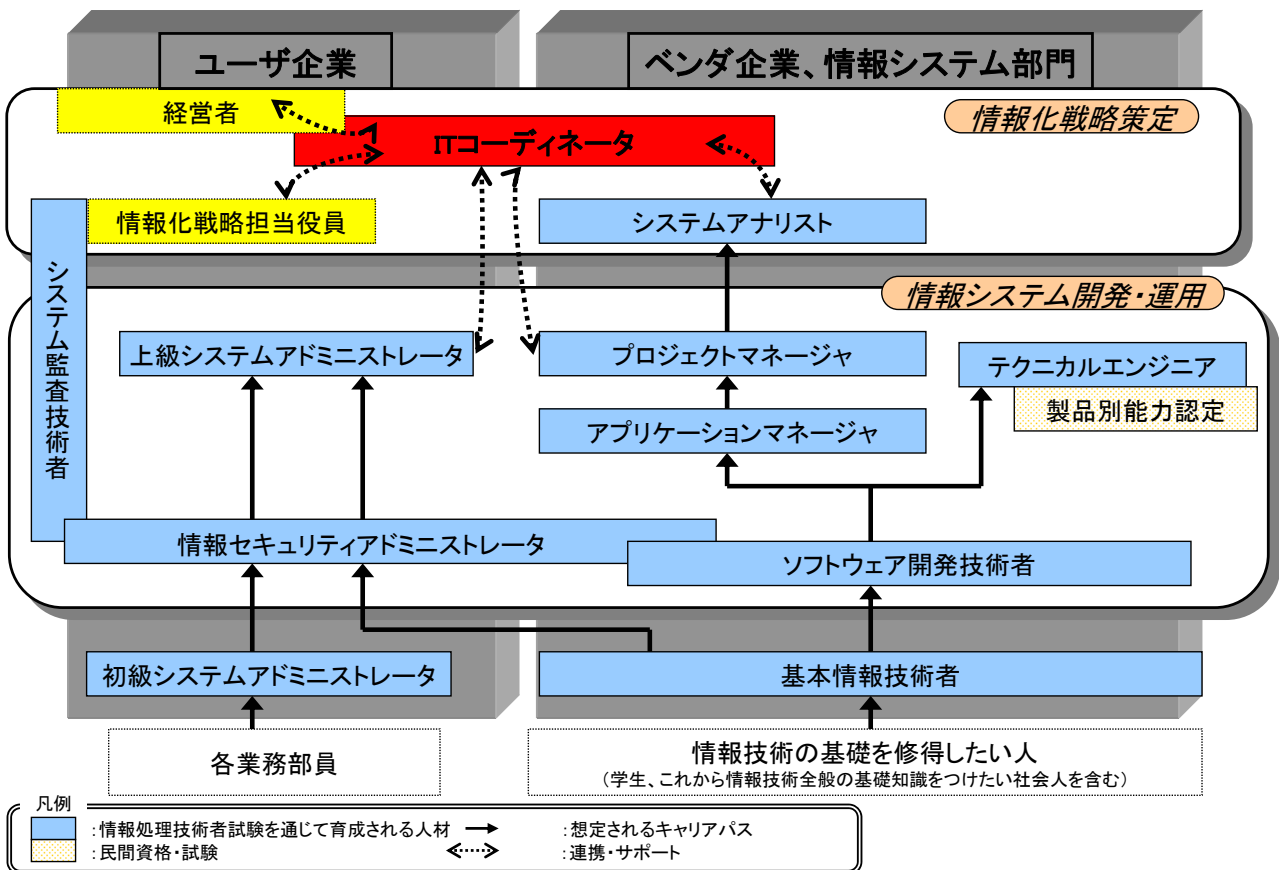 ユーザ企業
ベンダ企業、情報システム部門
経営者
情報化戦略策定
ITコーディネータ
情報化戦略担当役員
システムアナリスト
システム監査技術者
情報システム開発・運用
上級システムアドミニストレータ
プロジェクトマネージャ
テクニカルエンジニア
製品別能力認定
アプリケーションマネージャ
情報セキュリティアドミニストレータ
ソフトウェア開発技術者
初級システムアドミニストレータ
基本情報技術者
各業務部員
情報技術の基礎を修得したい人
(学生、これから情報技術全般の基礎知識をつけたい社会人を含む)
凡例
:情報処理技術者試験を通じて育成される人材
:想定されるキャリアパス
:民間資格・試験
:連携・サポート